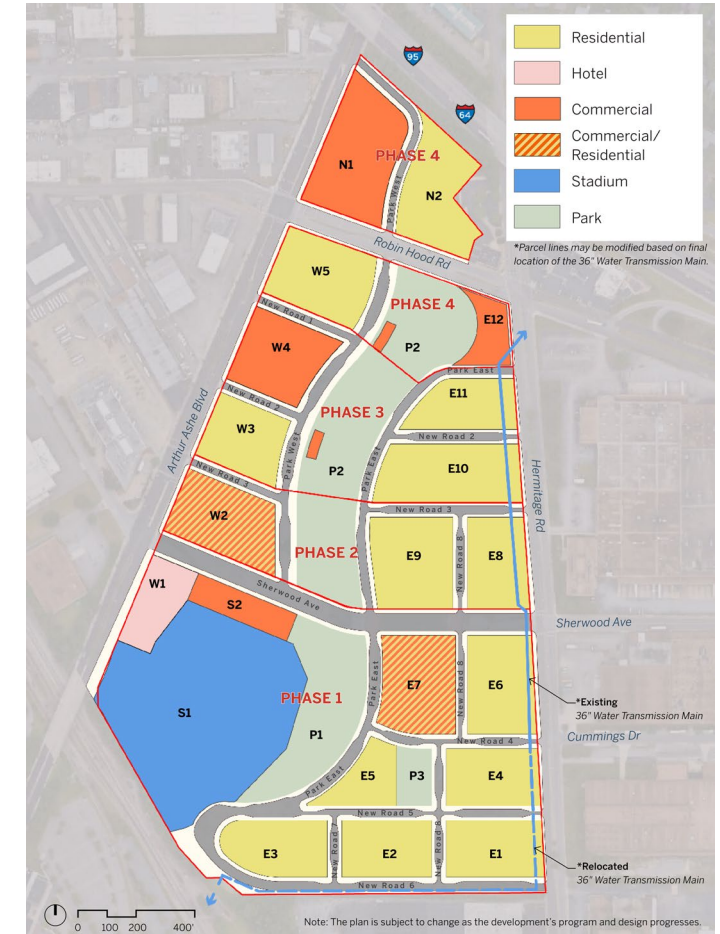 Residential
Hotel
Commercial
Commercial/
Residential
Stadium
Park
*Parcel lines may be modified based on final
location of the 36" Water Transmission Main.
95
64
PHASE 4
N1
N2
Park West
Robin Hood Rd
W5
PHASE 4
E12
New Road 1
P2
W4
Park East
E11
New Road 2
PHASE 3
Arthur Ashe Blvd
W3
Park West
New Road 2
P2
Park East
E10
Hermitage Rd
New Road 3
W2
New Road 3
PHASE 2
E9
New Road 8
E8
W1
Sherwood Ave
S2
Sherwood Ave
PHASE 1
Park East
E7
New Road 8
E6
*Existing
36" Water Transmission Main
S1
P1
New Road 4
Cummings Dr
Park East
E5
P3
E4
New Road 5
E3
New Road 7
E2
New Road 8
E1
*Relocated
36" Water Transmission Main
New Road 6
0 100 200 400'
Note: The plan is subject to change as the development's program and design progresses.